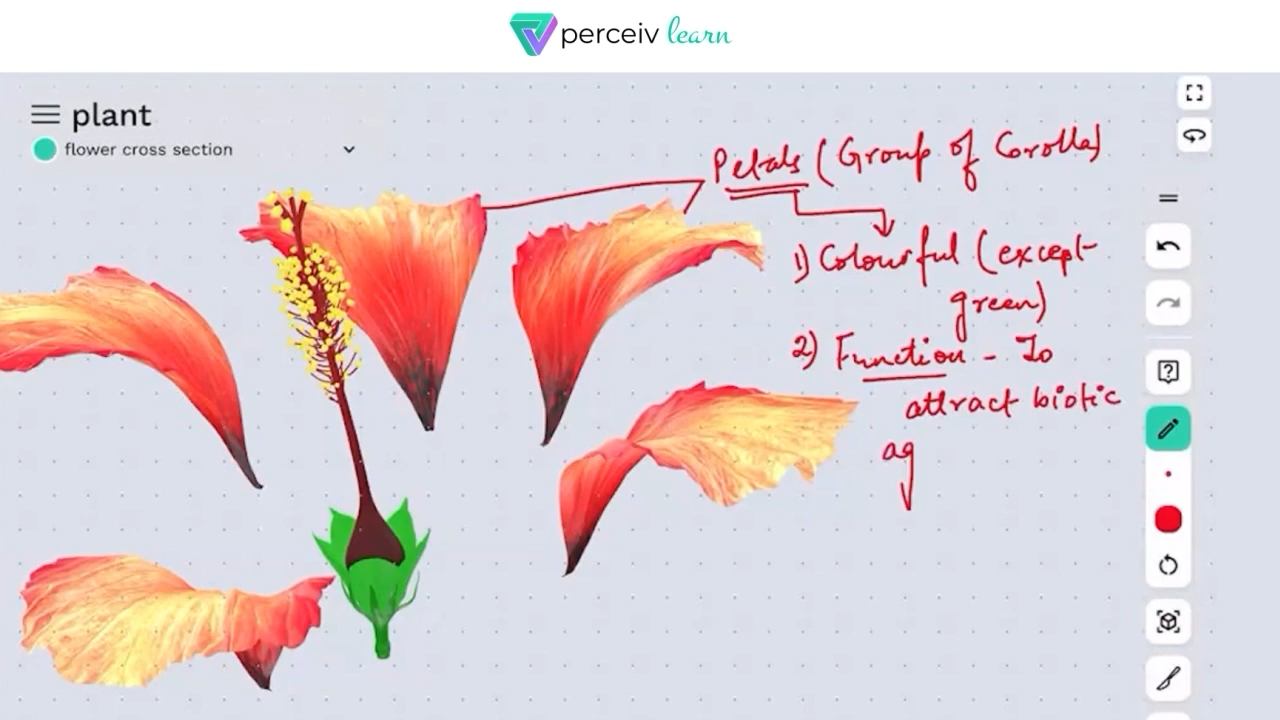 perceiv learn
plant
flower cross section
Petals (Group of Corolla)
1) Colourful (except
green)
2) Function - To
attract biotic
ag